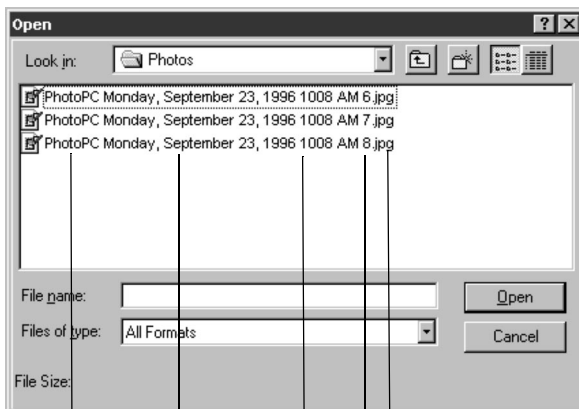 Open
Look in: Photos
PhotoPC Monday, September 23, 1996 1008 AM 6.jpg
PhotoPC Monday, September 23, 1996 1008 AM 7.jpg
PhotoPC Monday, September 23, 1996 1008 AM 8.jpg
File name: Open
Files of type: All Formats Cancel
File Size: